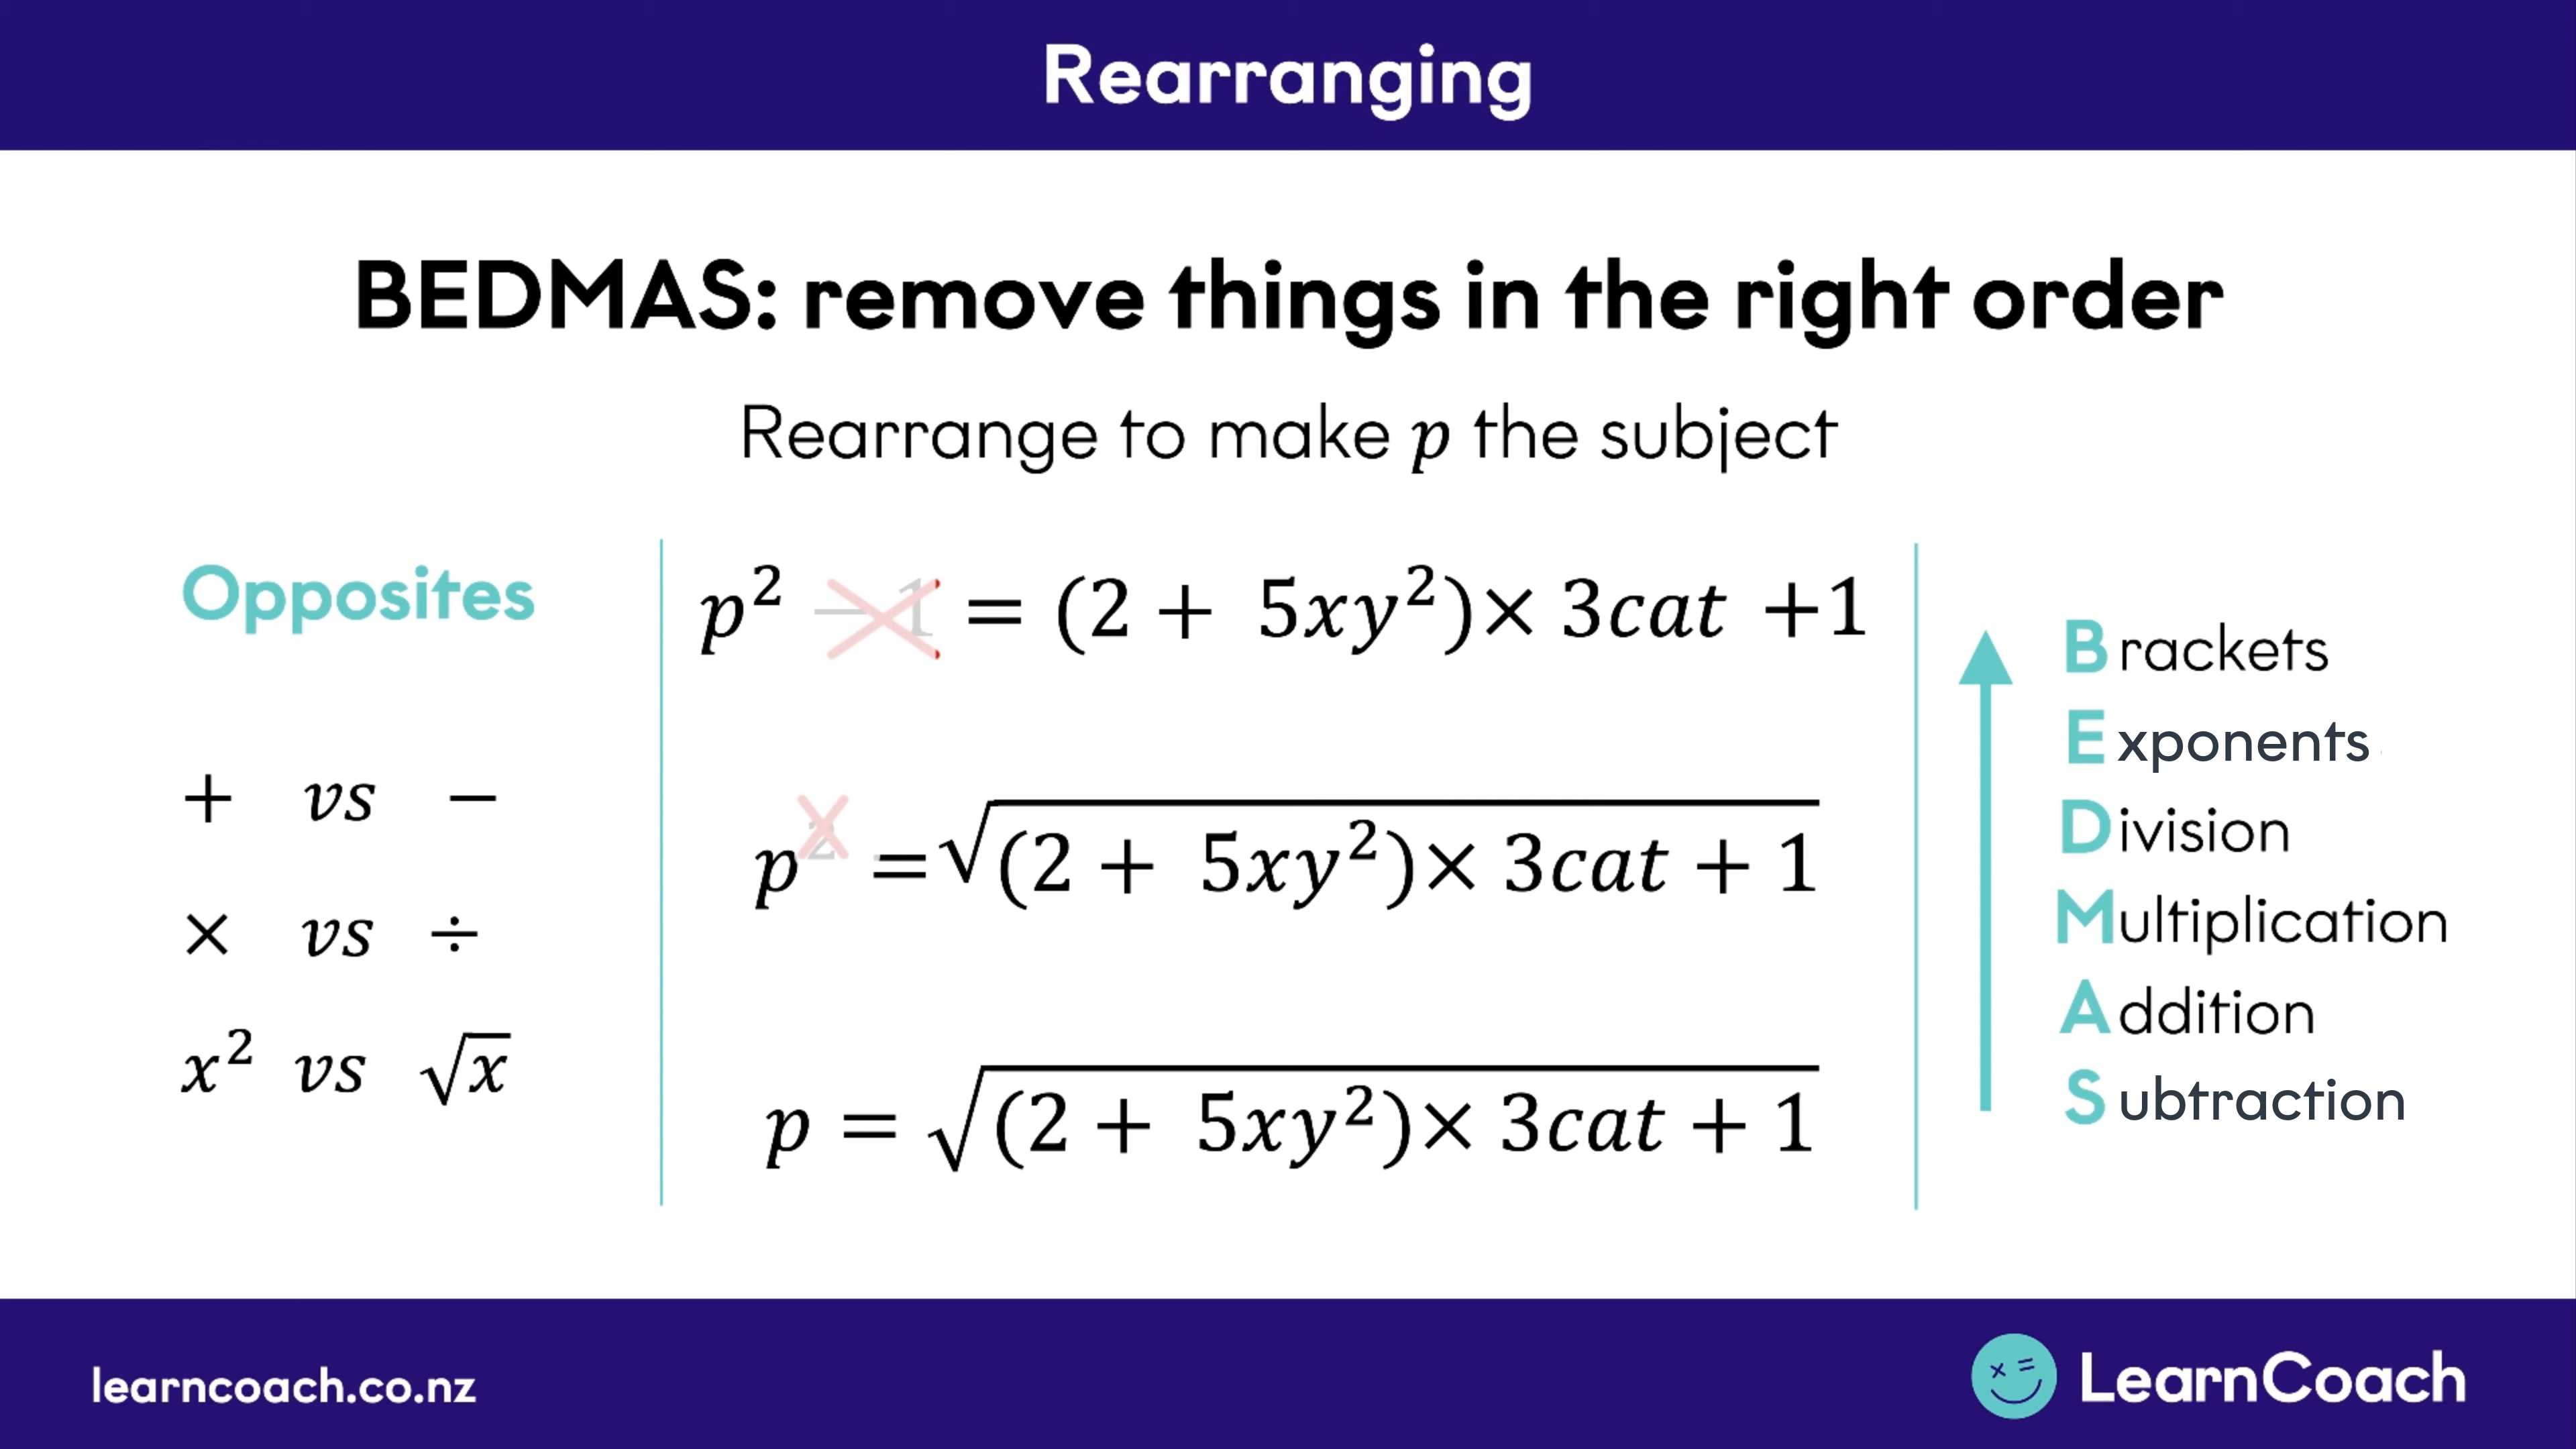 Rearranging
BEDMAS: remove things in the right order
Rearrange to make p the subject
Opposites
+ vs −
× vs ÷
x² vs √x
p² − 1 = (2 + 5xy²)× 3cat +1
p² = √(2 + 5xy²)× 3cat + 1
p = √(2 + 5xy²)× 3cat + 1
Brackets
Exponents
Division
Multiplication
Addition
Subtraction
learncoach.co.nz
LearnCoach